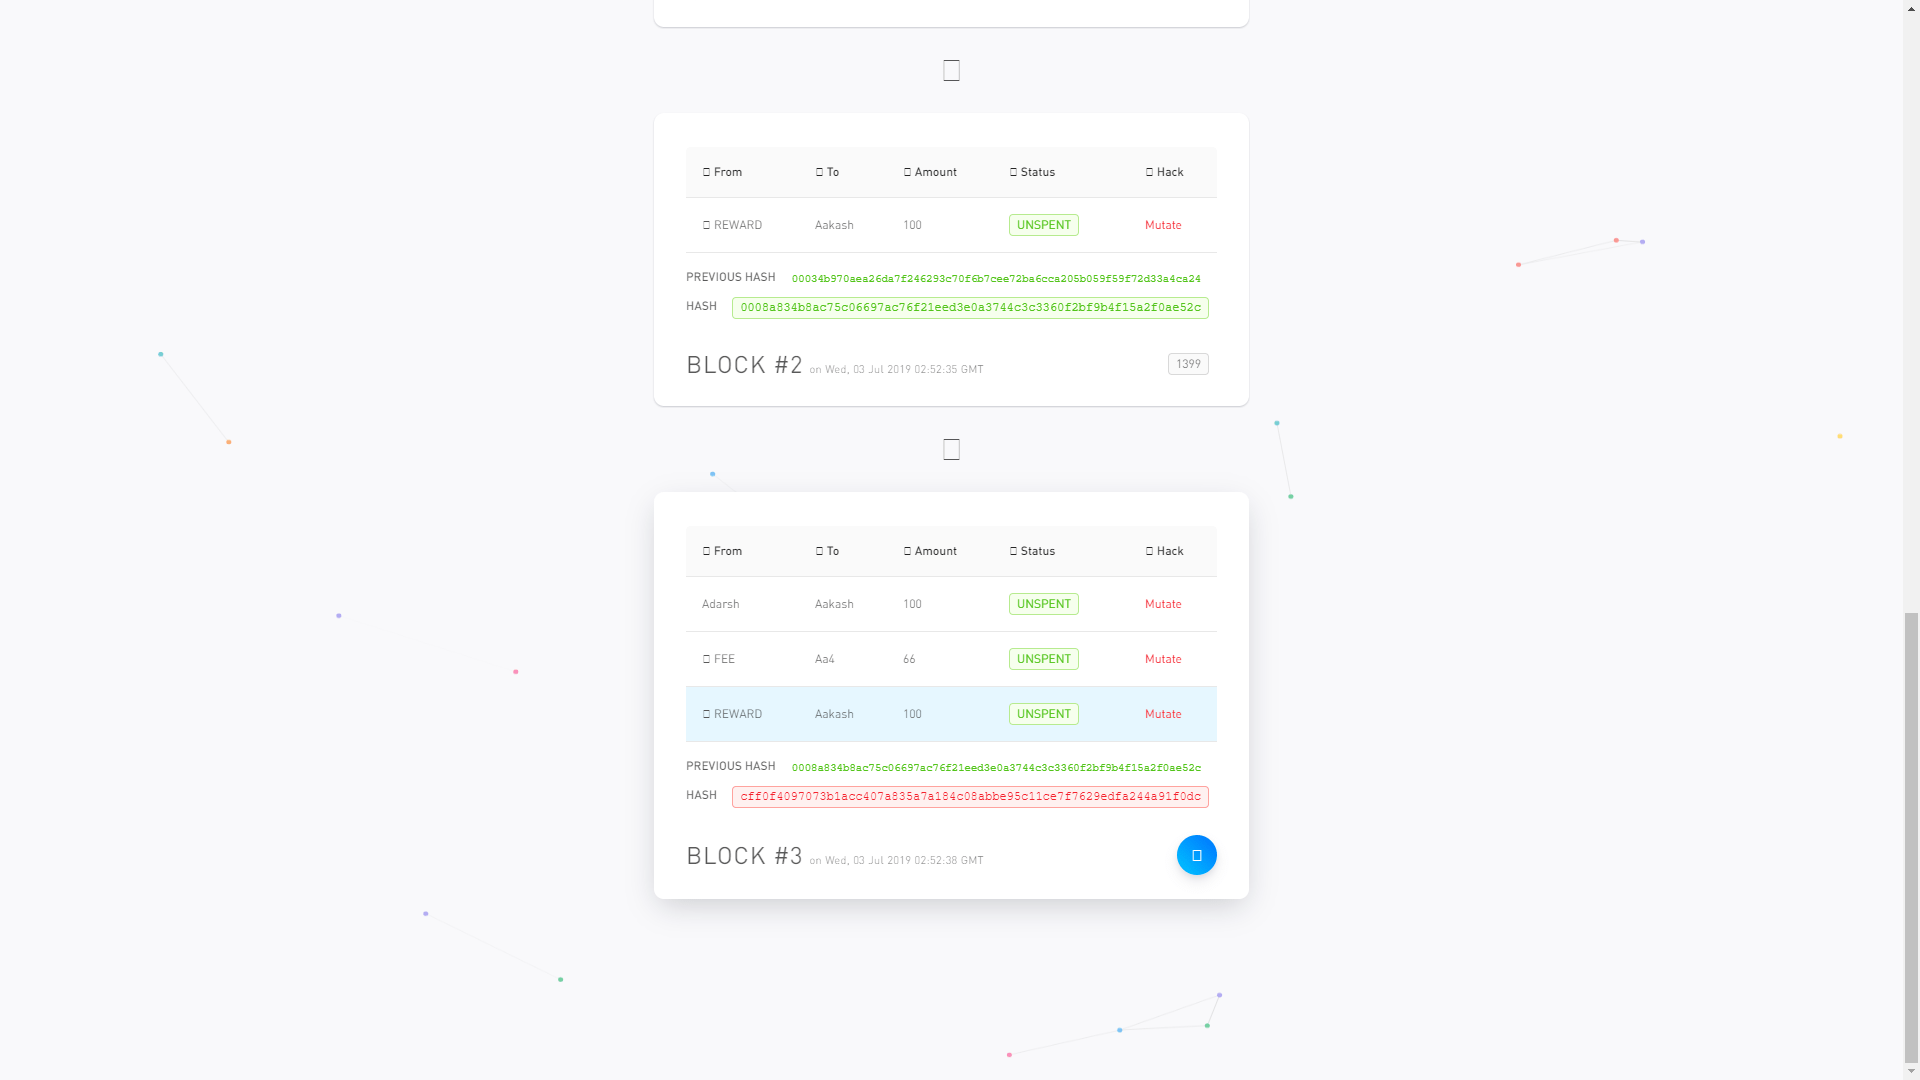 From To Amount Status Hack
REWARD Aakash 100 UNSPENT Mutate
PREVIOUS HASH 00034b970aea26da7f246293c70f6b7cee72ba6cca205b059f59f72d33a4ca24
HASH 0008a834b8ac75c06697ac76f21eed3e0a3744c3c3360f2bf9b4f15a2f0ae52c
BLOCK #2 on Wed, 03 Jul 2019 02:52:35 GMT 1399
From To Amount Status Hack
Adarsh Aakash 100 UNSPENT Mutate
FEE Aa4 66 UNSPENT Mutate
REWARD Aakash 100 UNSPENT Mutate
PREVIOUS HASH 0008a834b8ac75c06697ac76f21eed3e0a3744c3c3360f2bf9b4f15a2f0ae52c
HASH cff0f4097073b1acc407a835a7a184c08abbe95c11ce7f7629edfa244a91f0dc
BLOCK #3 on Wed, 03 Jul 2019 02:52:38 GMT